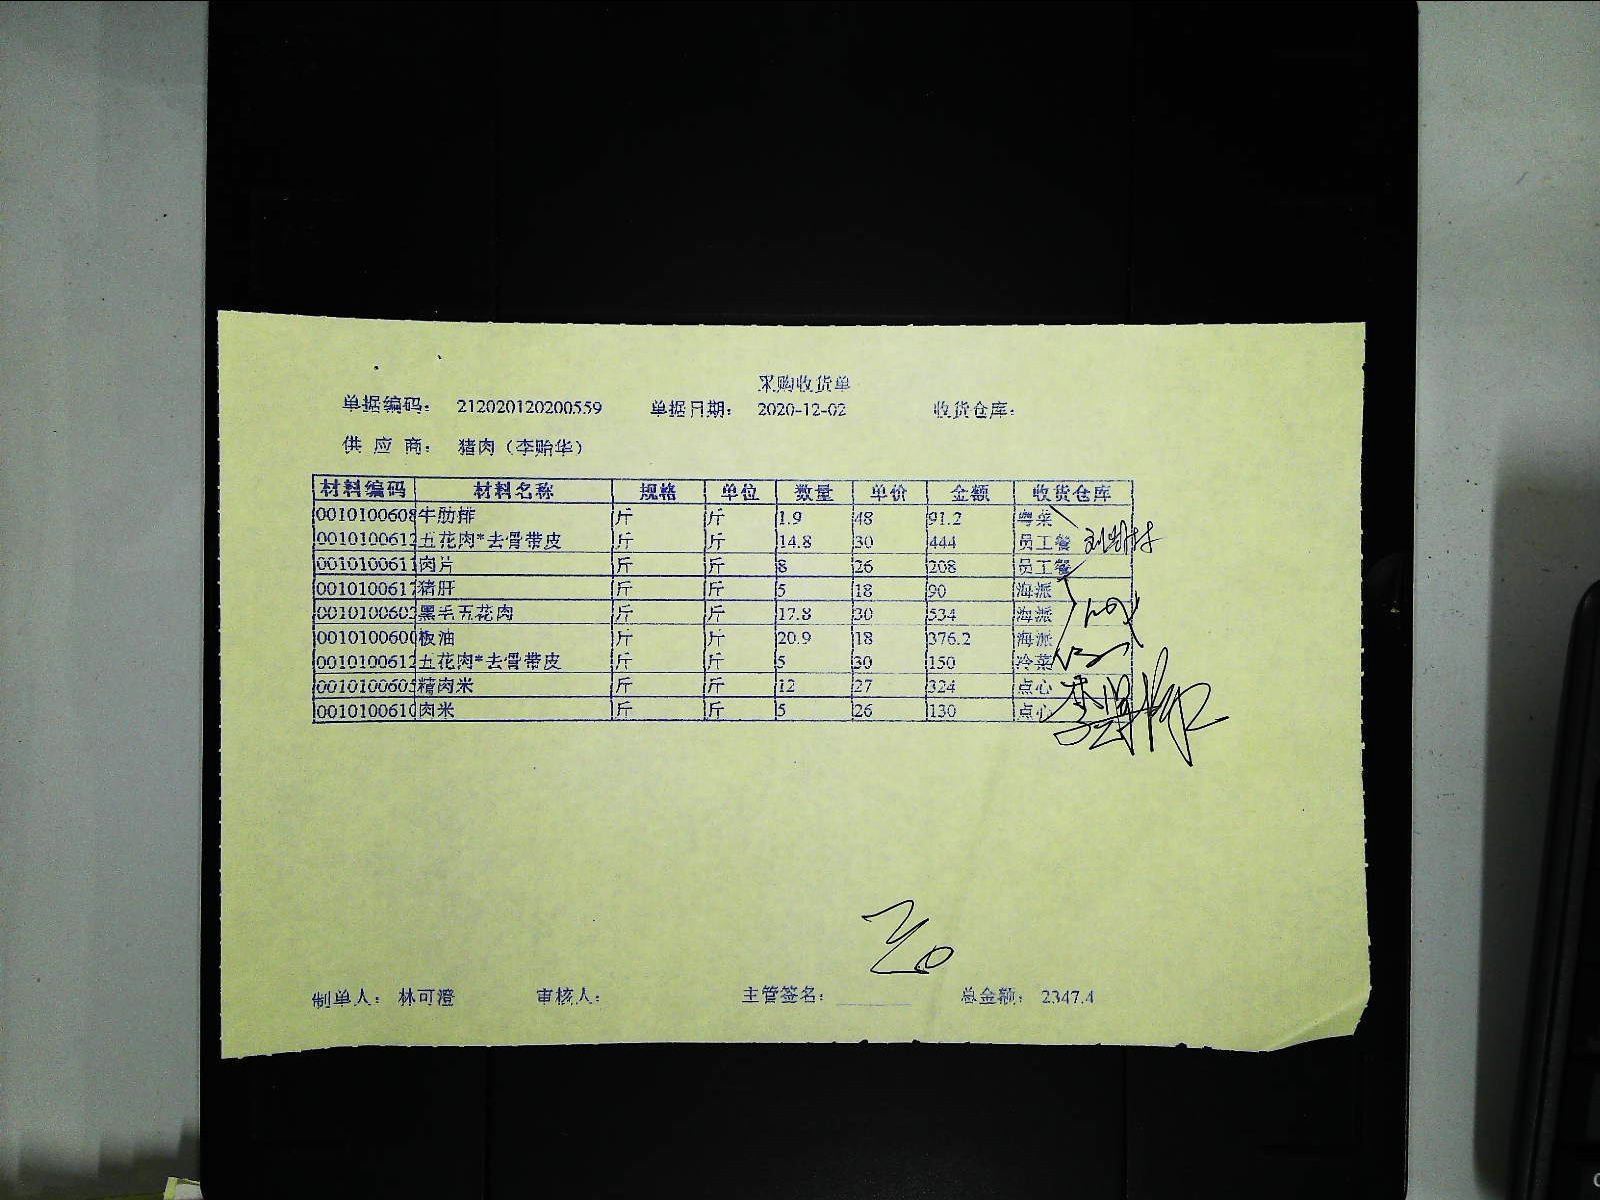 采购收货单
单据编码： 212020120200559 单据日期： 2020-12-02 收货仓库：
供 应 商： 猪肉（李贻华）
材料编码 材料名称 规格 单位 数量 单价 金额 收货仓库
0010100608 牛肋排 斤 斤 1.9 48 91.2 粤菜
001010061 五花肉*去骨带皮 斤 斤 14.8 30 444 员工餐
001010061 肉片 斤 斤 8 26 208 员工餐
001010061 猪肝 斤 斤 5 18 90 海派
001010060 黑毛五花肉 斤 斤 17.8 30 534 海派
001010060 板油 斤 斤 20.9 18 376.2 海派
001010061 五花肉*去骨带皮 斤 斤 5 30 150 冷菜
001010060 精肉米 斤 斤 12 27 324 点心
001010061 肉米 斤 斤 5 26 130 点心
制单人： 林可澄 审核人： 主管签名： 总金额： 2347.4